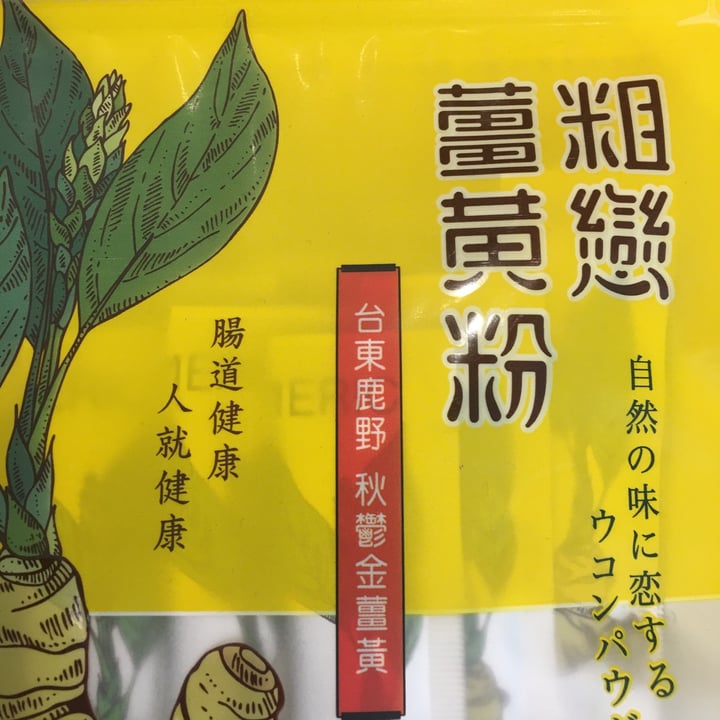 粗戀
薑黃粉
自然の味に恋する
ウコンパウ
台東鹿野 秋鬱金薑黃
腸道健康
人就健康